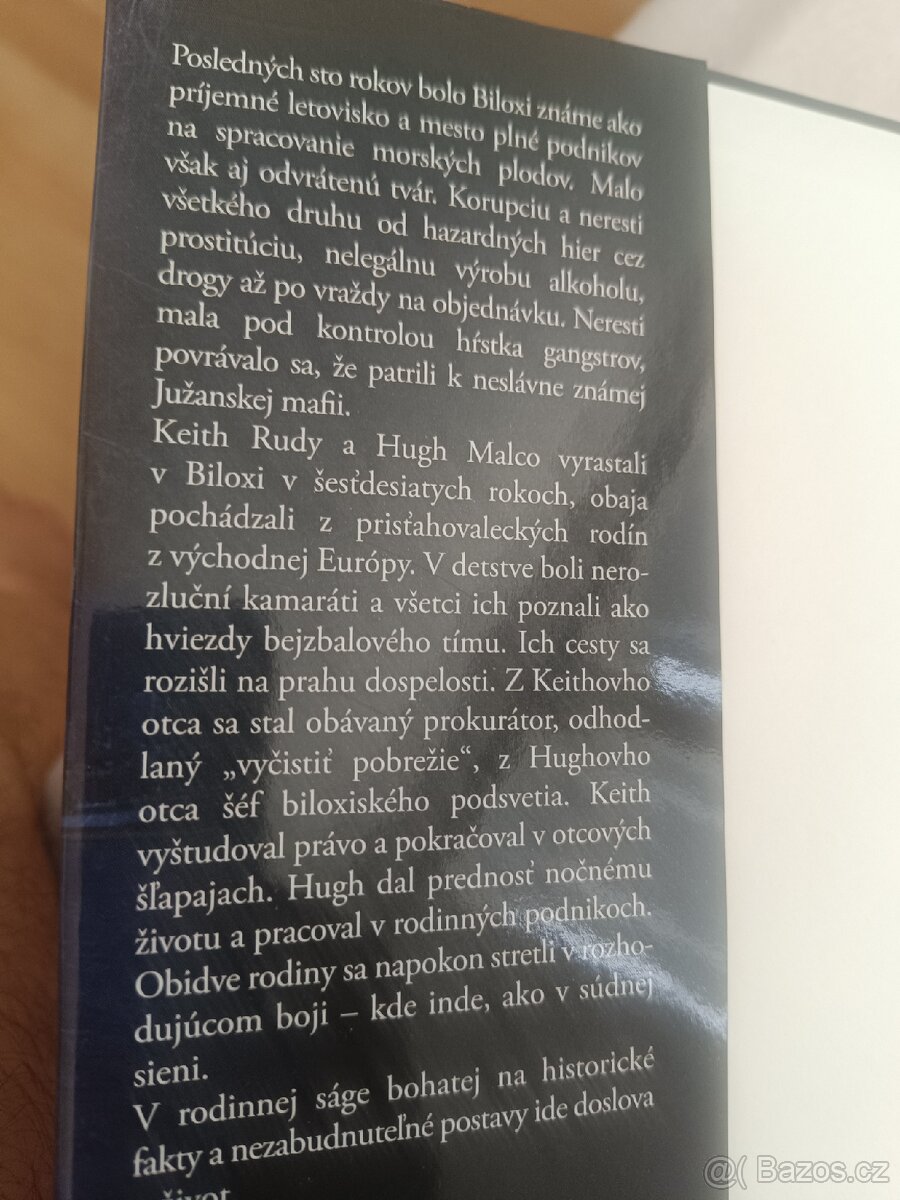 Posledných sto rokov bolo Biloxi známe ako
príjemné letovisko a mesto plné podnikov
na spracovanie morských plodov. Malo
však aj odvrátenú tvár. Korupciu a neresti
všetkého druhu od hazardných hier cez
prostitúciu, nelegálnu výrobu alkoholu,
drogy až po vraždy na objednávku. Neresti
mala pod kontrolou hŕstka gangstrov,
povrávalo sa, že patrili k neslávne známej
Južanskej mafii.
Keith Rudy a Hugh Malco vyrastali
v Biloxi v šesťdesiatych rokoch, obaja
pochádzali z prisťahovaleckých rodín
z východnej Európy. V detstve boli nero-
zluční kamaráti a všetci ich poznali ako
hviezdy bejzbalového tímu. Ich cesty sa
rozišli na prahu dospelosti. Z Keithovho
otca sa stal obávaný prokurátor, odhod-
laný „vyčistiť pobrežie“, z Hughovho
otca šéf biloxiského podsvetia. Keith
vyštudoval právo a pokračoval v otcových
šľapajach. Hugh dal prednosť nočnému
životu a pracoval v rodinných podnikoch.
Obidve rodiny sa napokon stretli v rozho-
dujúcom boji – kde inde, ako v súdnej
sieni.
V rodinnej ságe bohatej na historické
fakty a nezabudnuteľné postavy ide doslova
život
@( Bazos.cz